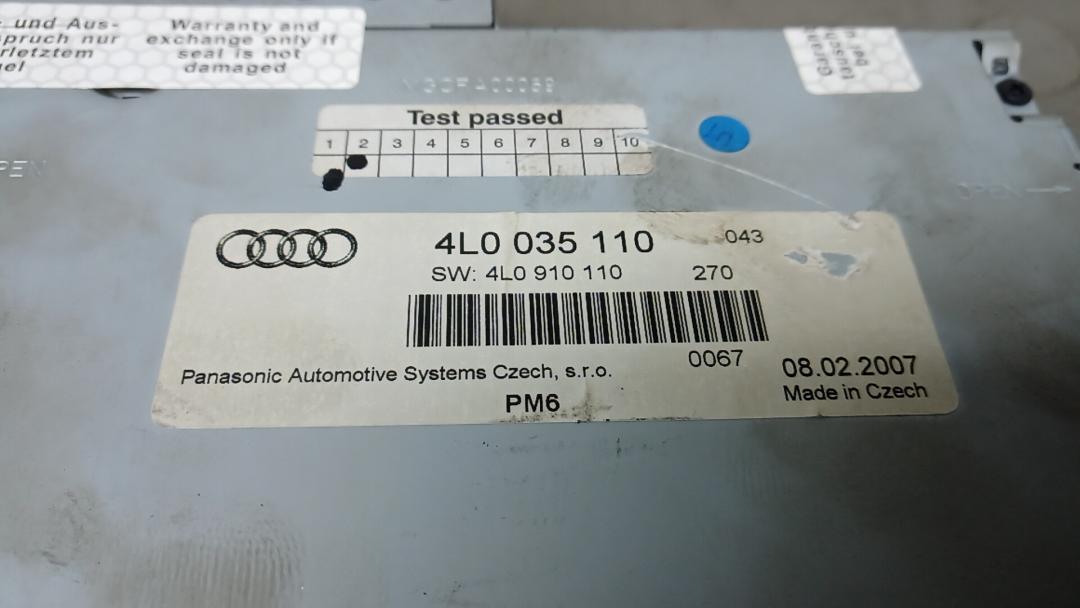 und Aus-
pruch nur
rletztem
Warranty and
exchange only if
seal is not
damaged
Test passed
1 2 3 4 5 6 7 8 9 10
OPEN
4L0 035 110 043
SW: 4L0 910 110 270
0067
Panasonic Automotive Systems Czech, s.r.o.
08.02.2007
PM6
Made in Czech